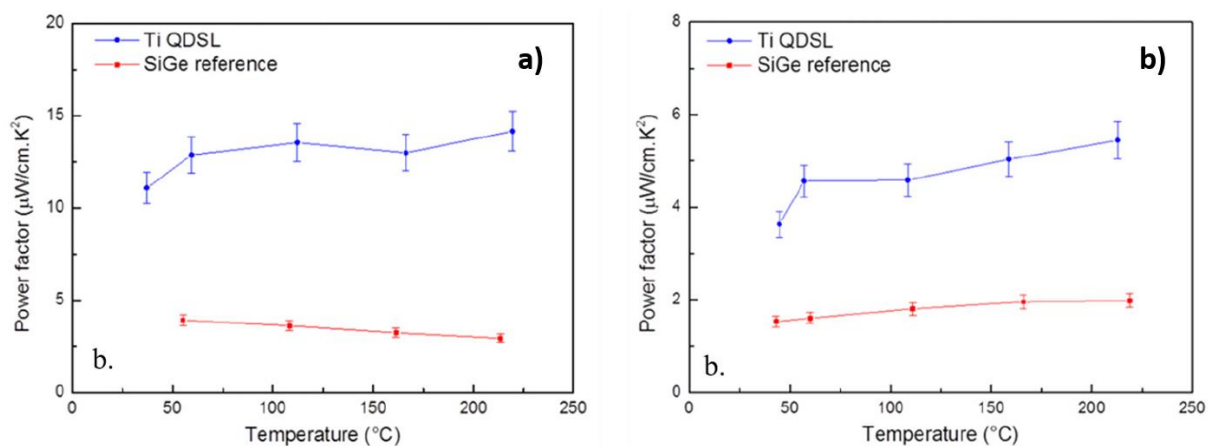 a)
Ti QDSL
SiGe reference
Power factor (μW/cm.K²)
20
15
10
5
0
b.
0 50 100 150 200 250
Temperature (°C)
b)
Ti QDSL
SiGe reference
Power factor (μW/cm.K²)
8
6
4
2
0
b.
0 50 100 150 200 250
Temperature (°C)